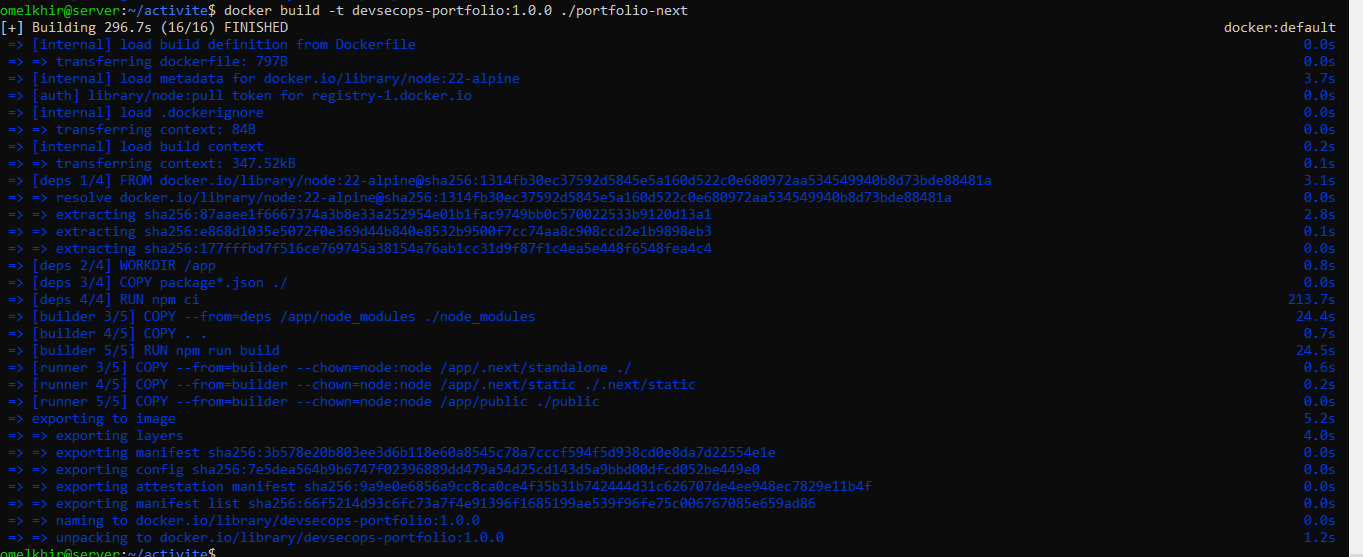 omelkhir@server:~/activite$ docker build -t devsecops-portfolio:1.0.0 ./portfolio-next
[+] Building 296.7s (16/16) FINISHED docker:default
=> [internal] load build definition from Dockerfile 0.0s
=> => transferring dockerfile: 797B 0.0s
=> [internal] load metadata for docker.io/library/node:22-alpine 3.7s
=> [auth] library/node:pull token for registry-1.docker.io 0.0s
=> [internal] load .dockerignore 0.0s
=> => transferring context: 84B 0.0s
=> [internal] load build context 0.2s
=> => transferring context: 347.52kB 0.1s
=> [deps 1/4] FROM docker.io/library/node:22-alpine@sha256:1314fb30ec37592d5845e5a160d522c0e680972aa534549940b8d73bde88481a 3.1s
=> => resolve docker.io/library/node:22-alpine@sha256:1314fb30ec37592d5845e5a160d522c0e680972aa534549940b8d73bde88481a 0.0s
=> => extracting sha256:87aaee1f6667374a3b8e33a252954e01b1fac9749bb0c570022533b9120d13a1 2.8s
=> => extracting sha256:e868d1035e5072f0e369d44b840e8532b9500f7cc74aa8c908ccd2e1b9898eb3 0.1s
=> => extracting sha256:177fffbd7f516ce769745a38154a76ab1cc31d9f87f1c4ea5e448f6548fea4c4 0.0s
=> [deps 2/4] WORKDIR /app 0.8s
=> [deps 3/4] COPY package*.json ./ 0.0s
=> [deps 4/4] RUN npm ci 213.7s
=> [builder 3/5] COPY --from=deps /app/node_modules ./node_modules 24.4s
=> [builder 4/5] COPY . . 0.7s
=> [builder 5/5] RUN npm run build 24.5s
=> [runner 3/5] COPY --from=builder --chown=node:node /app/.next/standalone ./ 0.6s
=> [runner 4/5] COPY --from=builder --chown=node:node /app/.next/static ./.next/static 0.2s
=> [runner 5/5] COPY --from=builder --chown=node:node /app/public ./public 0.0s
=> exporting to image 5.2s
=> => exporting layers 4.0s
=> => exporting manifest sha256:3b578e20b803ee3d6b118e60a8545c78a7cccf594f5d938cd0e8da7d22554e1e 0.0s
=> => exporting config sha256:7e5dea564b9b6747f02396889dd479a54d25cd143d5a9bbd00dfcd052be449e0 0.0s
=> => exporting attestation manifest sha256:9a9e0e6856a9cc8ca0ce4f35b31b742444d31c626707de4ee948ec7829e11b4f 0.0s
=> => exporting manifest list sha256:66f5214d93c6fc73a7f4e91396f1685199ae539f96fe75c006767085e659ad86 0.0s
=> => naming to docker.io/library/devsecops-portfolio:1.0.0 0.0s
=> => unpacking to docker.io/library/devsecops-portfolio:1.0.0 1.2s
omelkhir@server:~/activite$